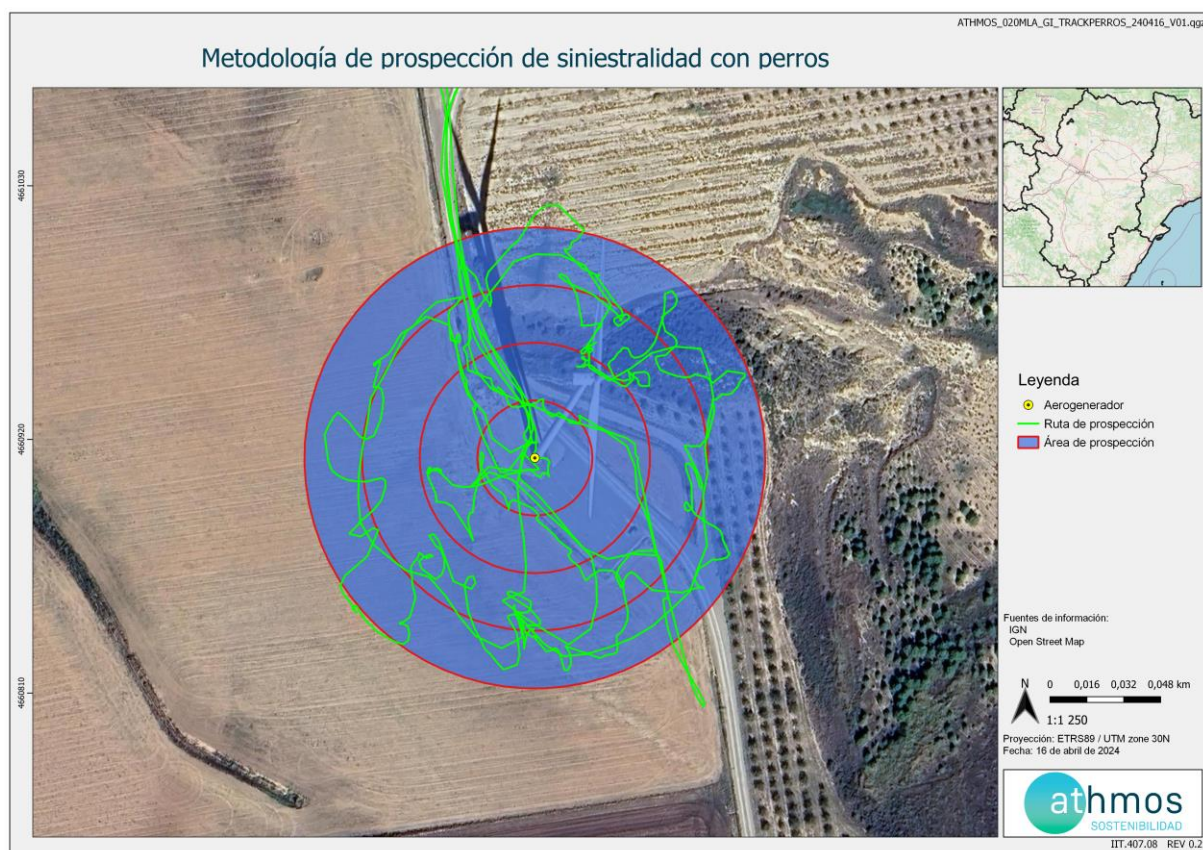 ATHMOS_020MLA_GI_TRACKPERROS_240416_V01.qgz
Metodología de prospección de siniestralidad con perros
4661030
4660920
4660810
Leyenda
Aerogenerador
Ruta de prospección
Área de prospección
Fuentes de información:
IGN
Open Street Map
N
0 0,016 0,032 0,048 km
1:1 250
Proyección: ETRS89 / UTM zone 30N
Fecha: 16 de abril de 2024
athmos
SOSTENIBILIDAD
IIT.407.08 REV 0.2